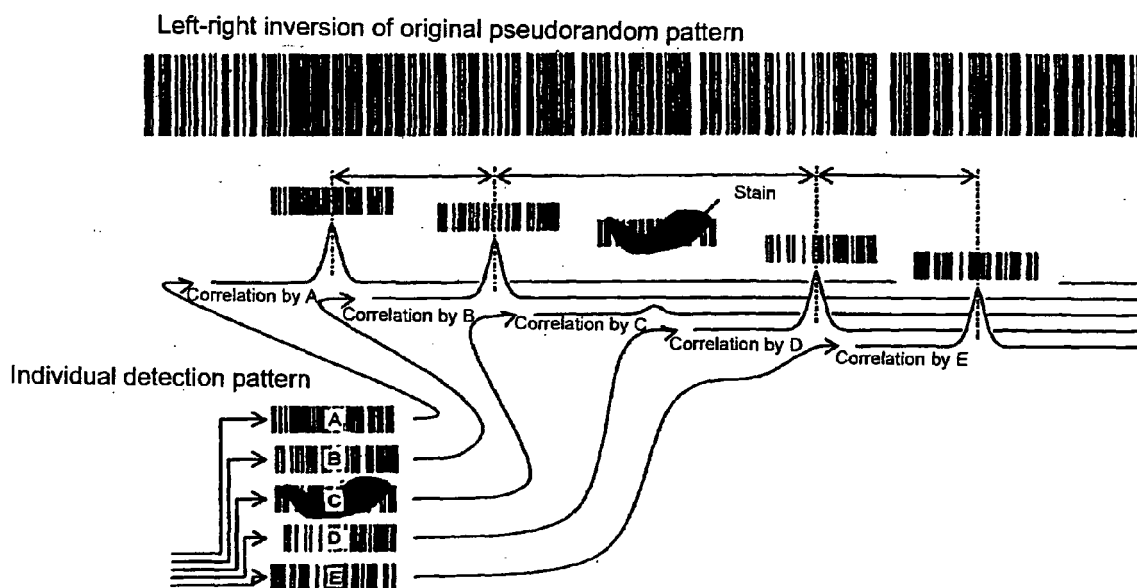 Left-right inversion of original pseudorandom pattern
Stain
Correlation by A
Correlation by B
Correlation by C
Correlation by D
Correlation by E
Individual detection pattern
A
B
C
D
E